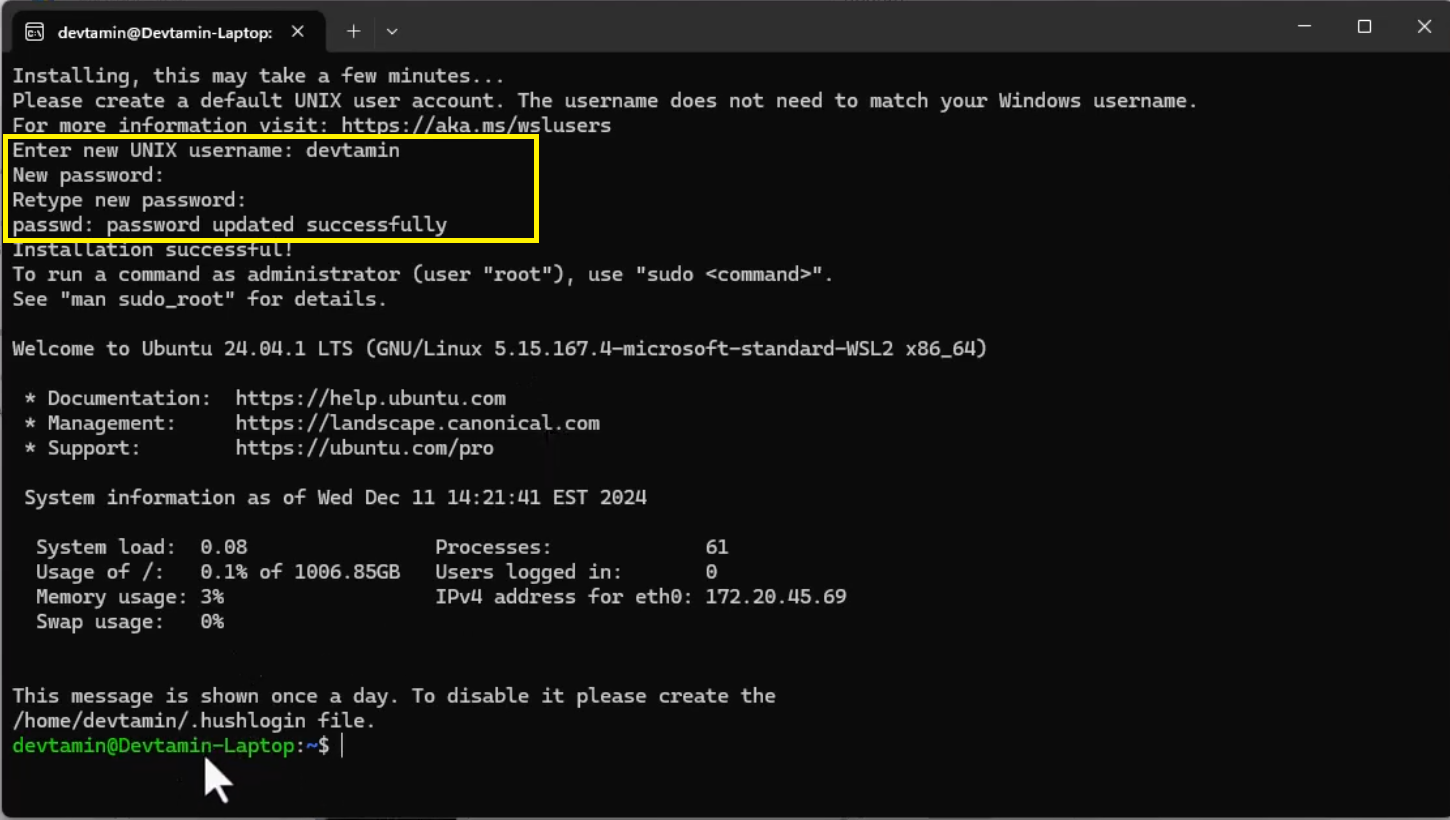 devtamin@Devtamin-Laptop:
Installing, this may take a few minutes...
Please create a default UNIX user account. The username does not need to match your Windows username.
For more information visit: https://aka.ms/wslusers
Enter new UNIX username: devtamin
New password:
Retype new password:
passwd: password updated successfully
Installation successful!
To run a command as administrator (user "root"), use "sudo <command>".
See "man sudo_root" for details.
Welcome to Ubuntu 24.04.1 LTS (GNU/Linux 5.15.167.4-microsoft-standard-WSL2 x86_64)
* Documentation:  https://help.ubuntu.com
* Management:     https://landscape.canonical.com
* Support:        https://ubuntu.com/pro
System information as of Wed Dec 11 14:21:41 EST 2024
System load:  0.08                Processes:             61
Usage of /:   0.1% of 1006.85GB   Users logged in:       0
Memory usage: 3%                  IPv4 address for eth0: 172.20.45.69
Swap usage:   0%
This message is shown once a day. To disable it please create the
/home/devtamin/.hushlogin file.
devtamin@Devtamin-Laptop:~$